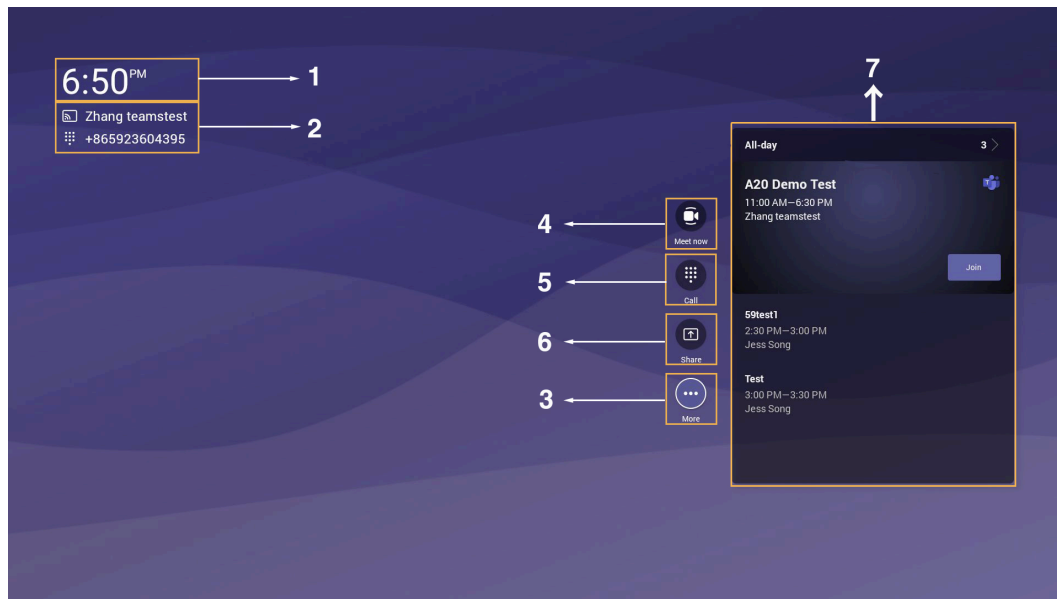 6:50 PM
1
Zhang teamstest
+865923604395
2
7
All-day 3
A20 Demo Test
11:00 AM—6:30 PM
Zhang teamstest
Join
59test1
2:30 PM—3:00 PM
Jess Song
Test
3:00 PM—3:30 PM
Jess Song
4
Meet now
5
Call
6
Share
3
More